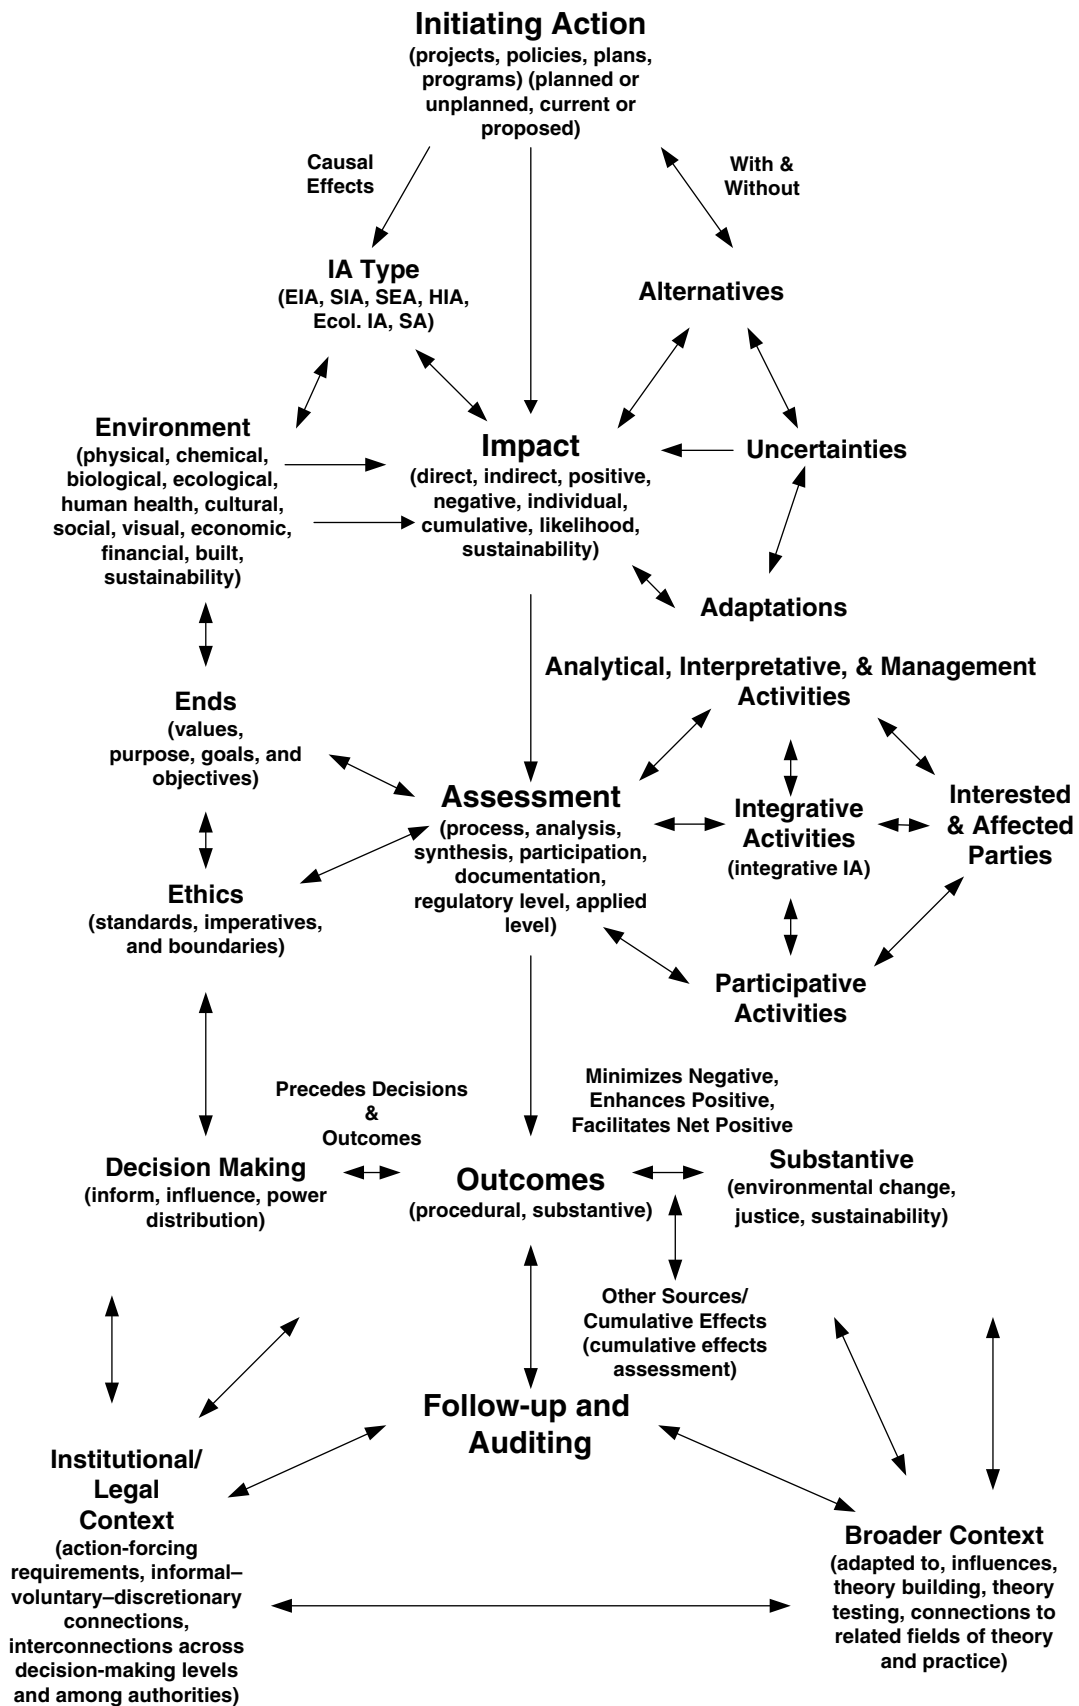 Initiating Action
(projects, policies, plans,
programs) (planned or
unplanned, current or
proposed)
Causal
Effects
With &
Without
IA Type
(EIA, SIA, SEA, HIA,
Ecol. IA, SA)
Alternatives
Environment
(physical, chemical,
biological, ecological,
human health, cultural,
social, visual, economic,
financial, built,
sustainability)
Impact
(direct, indirect, positive,
negative, individual,
cumulative, likelihood,
sustainability)
Uncertainties
Adaptations
Analytical, Interpretative, & Management
Activities
Ends
(values,
purpose, goals, and
objectives)
Assessment
(process, analysis,
synthesis, participation,
documentation,
regulatory level, applied
level)
Integrative
Activities
(integrative IA)
Interested
& Affected
Parties
Ethics
(standards, imperatives,
and boundaries)
Participative
Activities
Precedes Decisions
&
Outcomes
Minimizes Negative,
Enhances Positive,
Facilitates Net Positive
Decision Making
(inform, influence, power
distribution)
Outcomes
(procedural, substantive)
Substantive
(environmental change,
justice, sustainability)
Other Sources/
Cumulative Effects
(cumulative effects
assessment)
Follow-up and
Auditing
Institutional/
Legal
Context
(action-forcing
requirements, informal–
voluntary–discretionary
connections,
interconnections across
decision-making levels
and among authorities)
Broader Context
(adapted to, influences,
theory building, theory
testing, connections to
related fields of theory
and practice)